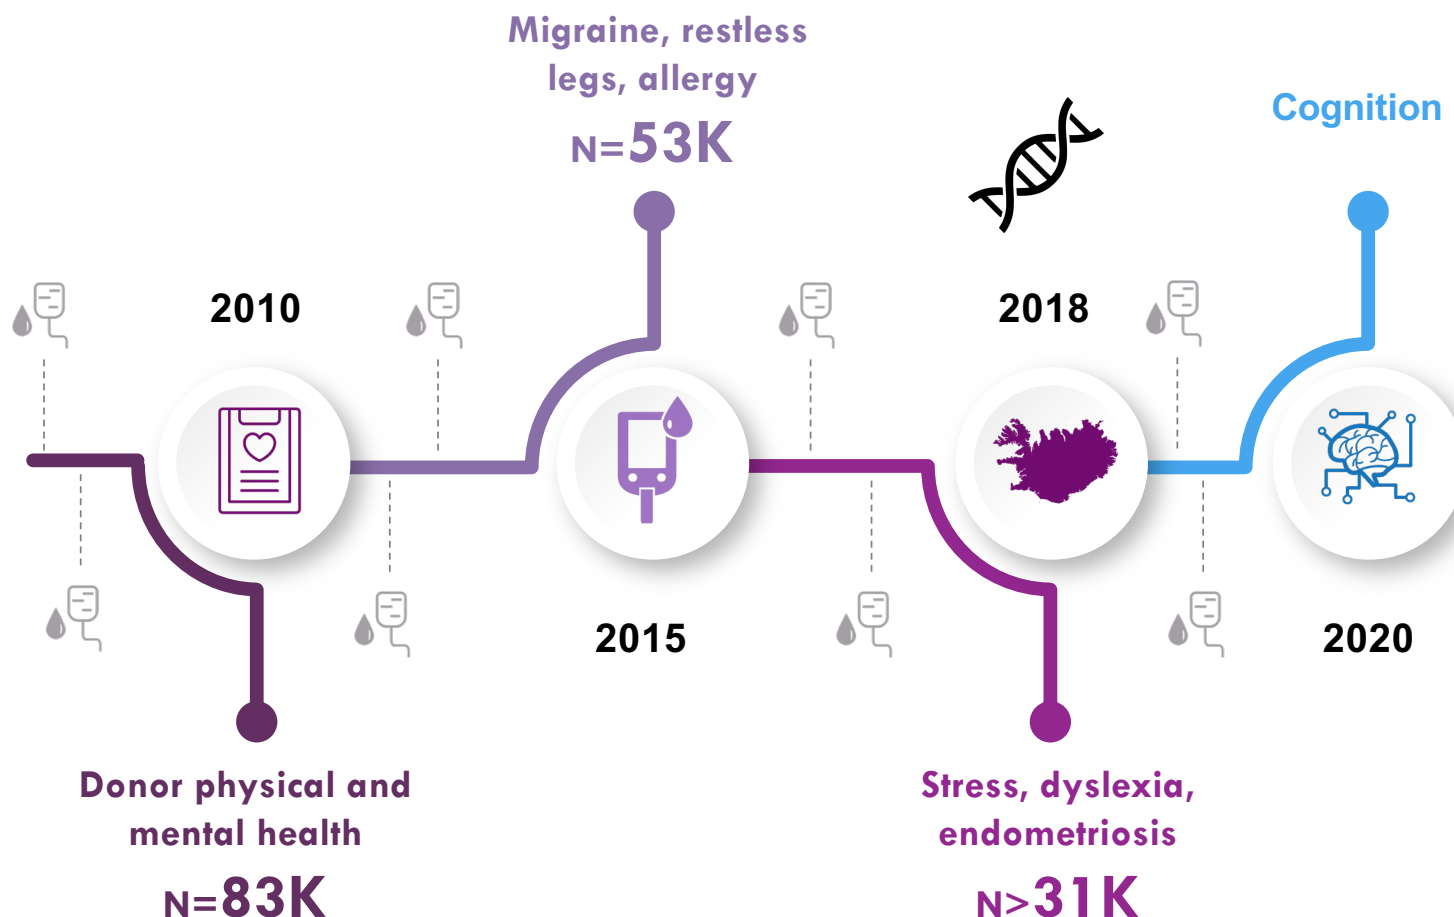 Migraine, restless
legs, allergy
N=53K
Cognition
2010
2018
2015
2020
Donor physical and
mental health
N=83K
Stress, dyslexia,
endometriosis
N>31K